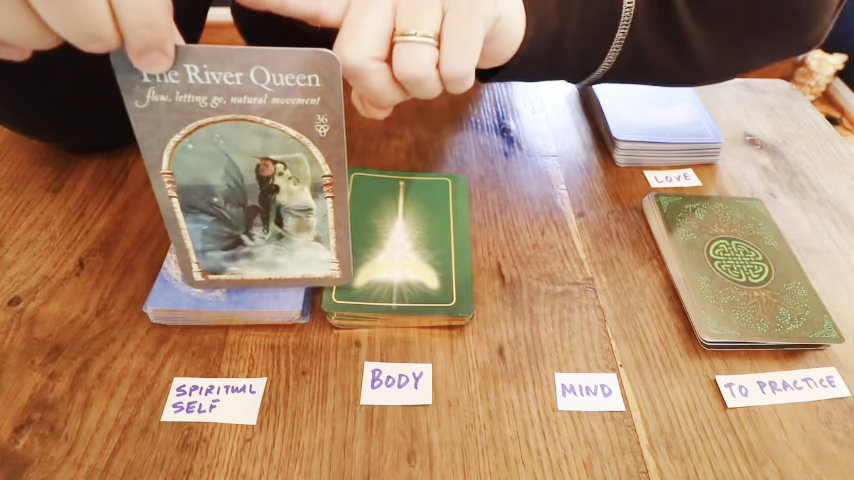 The River Queen
flow, letting go, natural movement
36
LOVE
SPIRITUAL
SELF
BODY
MIND
TO PRACTICE